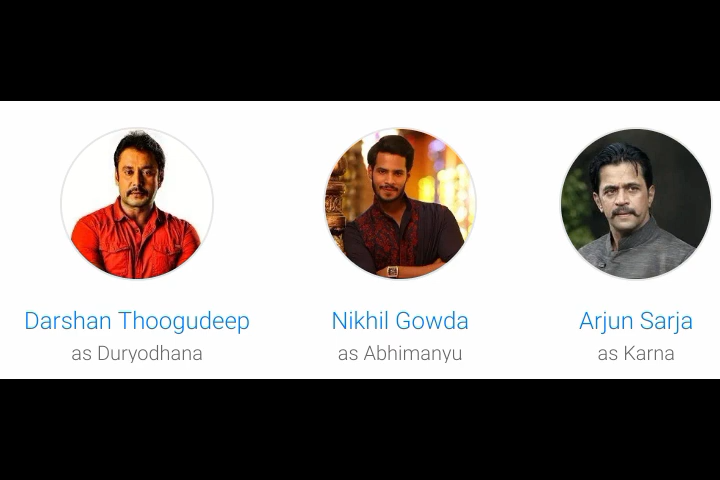 Darshan Thoogudeep
as Duryodhana
Nikhil Gowda
as Abhimanyu
Arjun Sarja
as Karna